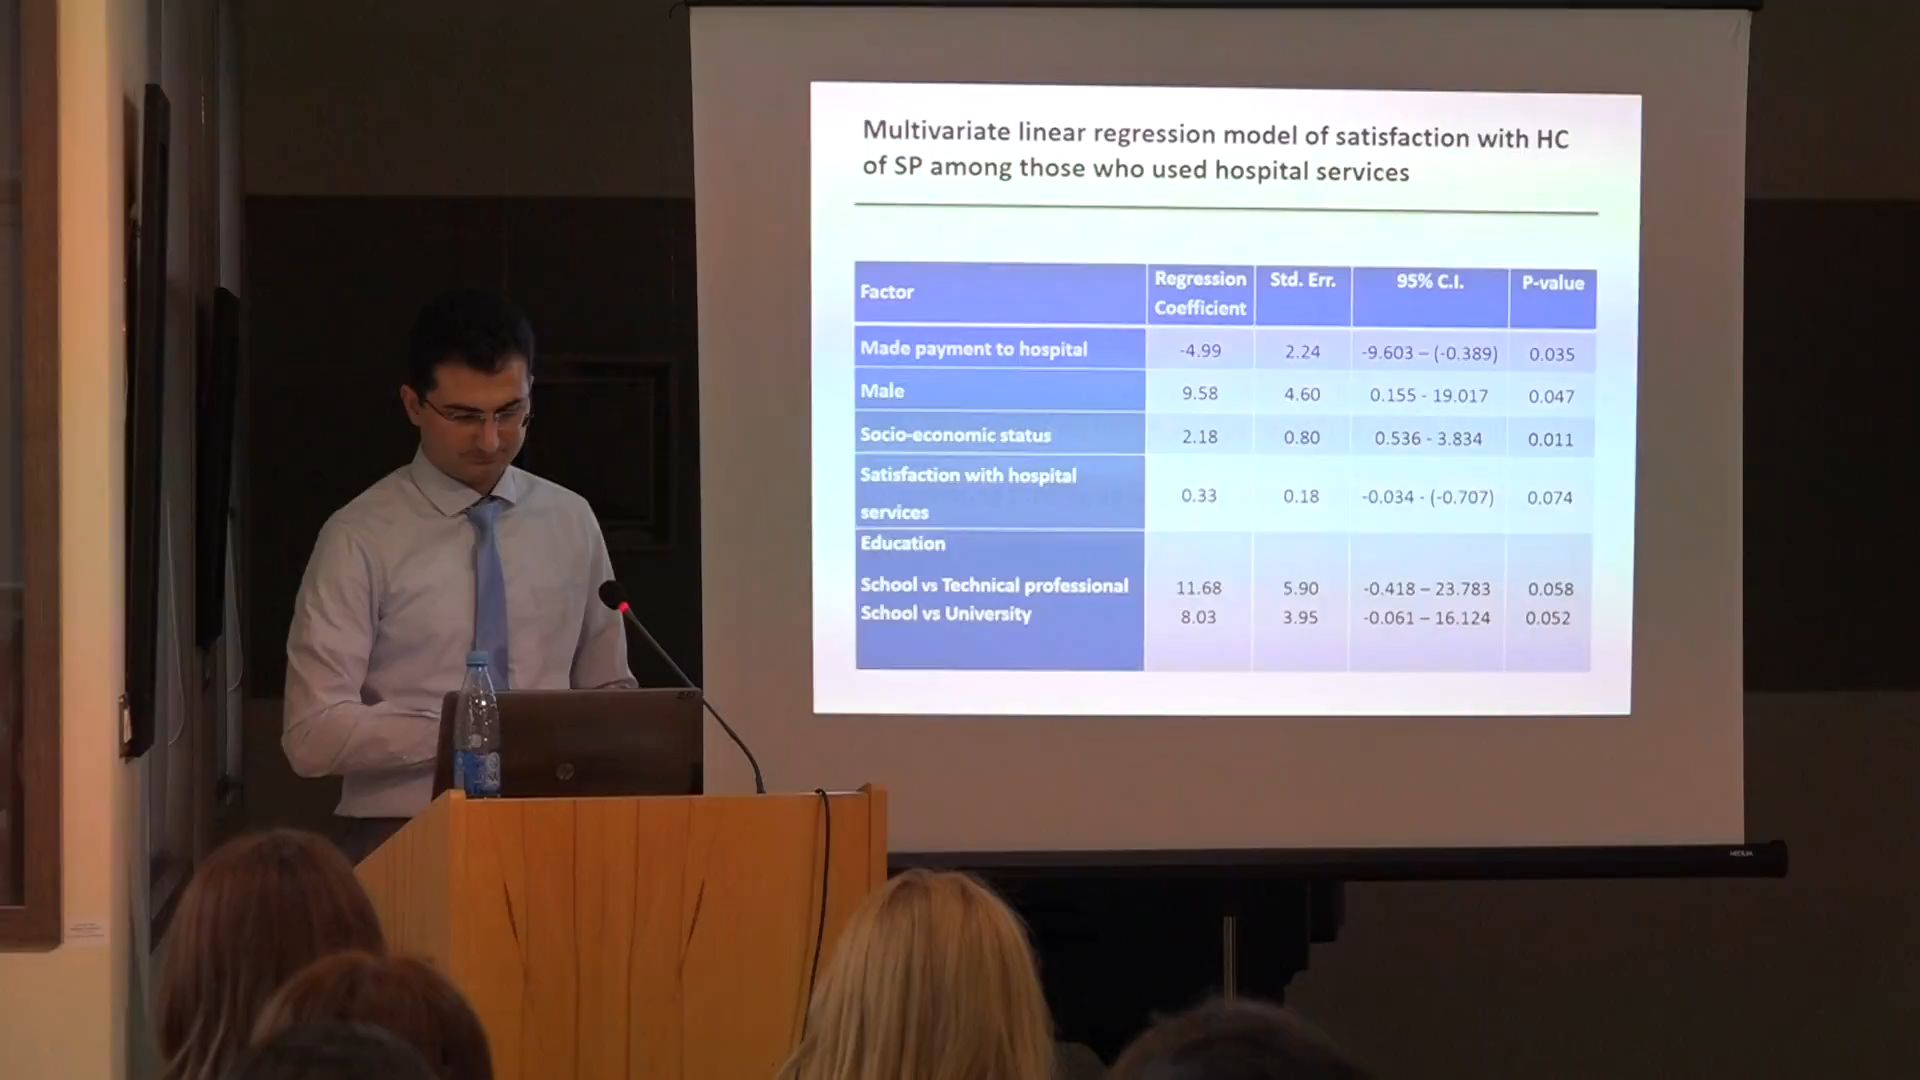 Multivariate linear regression model of satisfaction with HC
of SP among those who used hospital services
Factor Regression Coefficient Std. Err. 95% C.I. P-value
Made payment to hospital -4.99 2.24 -9.603 – (-0.389) 0.035
Male 9.58 4.60 0.155 - 19.017 0.047
Socio-economic status 2.18 0.80 0.536 - 3.834 0.011
Satisfaction with hospital services 0.33 0.18 -0.034 - (-0.707) 0.074
Education
School vs Technical professional 11.68 5.90 -0.418 – 23.783 0.058
School vs University 8.03 3.95 -0.061 – 16.124 0.052
hp